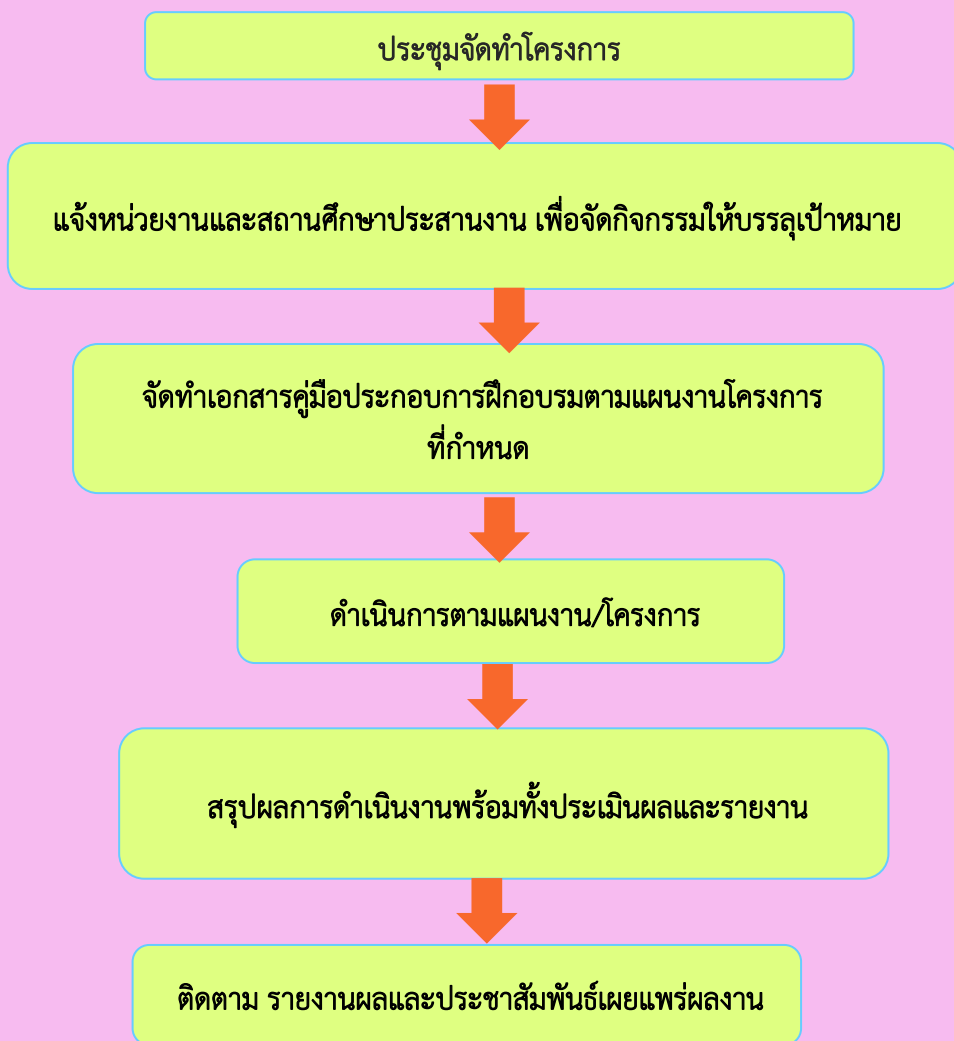 ประชุมจัดทำโครงการ
แจ้งหน่วยงานและสถานศึกษาประสานงาน เพื่อจัดกิจกรรมให้บรรลุเป้าหมาย
จัดทำเอกสารคู่มือประกอบการฝึกอบรมตามแผนงานโครงการ
ที่กำหนด
ดำเนินการตามแผนงาน/โครงการ
สรุปผลการดำเนินงานพร้อมทั้งประเมินผลและรายงาน
ติดตาม รายงานผลและประชาสัมพันธ์เผยแพร่ผลงาน